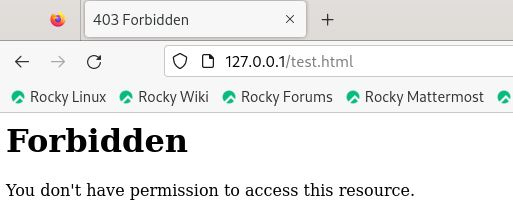 403 Forbidden
127.0.0.1/test.html
Rocky Linux Rocky Wiki Rocky Forums Rocky Mattermost
Forbidden
You don't have permission to access this resource.